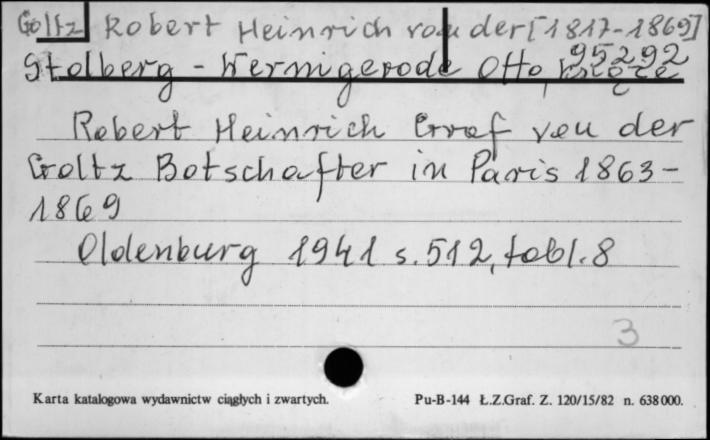 Goltz Robert Heinrich von der [1817-1869]
95292
Stolberg - Wernigerode Otto,
Robert Heinrich Graf von der
Goltz Botschafter in Paris 1863-
1869
Oldenburg 1941 s. 512, tabl. 8
3
Karta katalogowa wydawnictw ciągłych i zwartych.
Pu-B-144 Ł.Z.Graf. Z. 120/15/82 n. 638000.